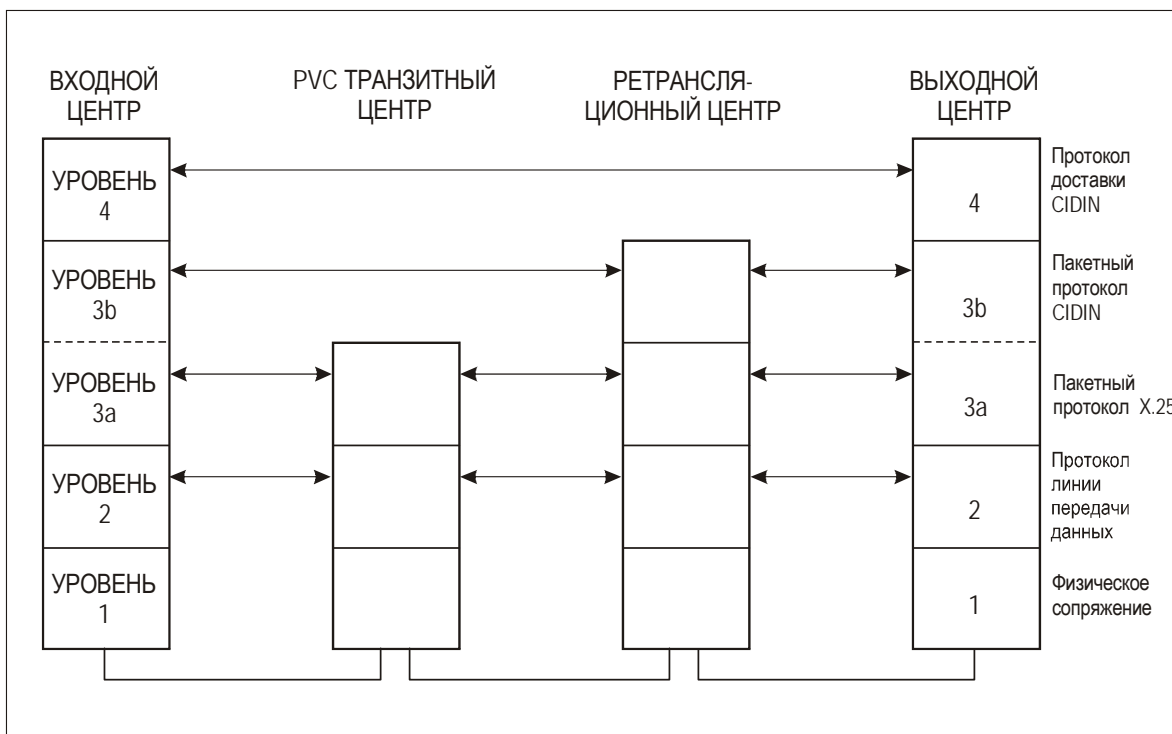 ВХОДНОЙ
ЦЕНТР
PVC ТРАНЗИТНЫЙ
ЦЕНТР
РЕТРАНСЛЯ-
ЦИОННЫЙ ЦЕНТР
ВЫХОДНОЙ
ЦЕНТР
УРОВЕНЬ
4
4
Протокол
доставки
CIDIN
УРОВЕНЬ
3b
3b
Пакетный
протокол
CIDIN
УРОВЕНЬ
3a
3a
Пакетный
протокол X.25
УРОВЕНЬ
2
2
Протокол
линии
передачи
данных
УРОВЕНЬ
1
1
Физическое
сопряжение